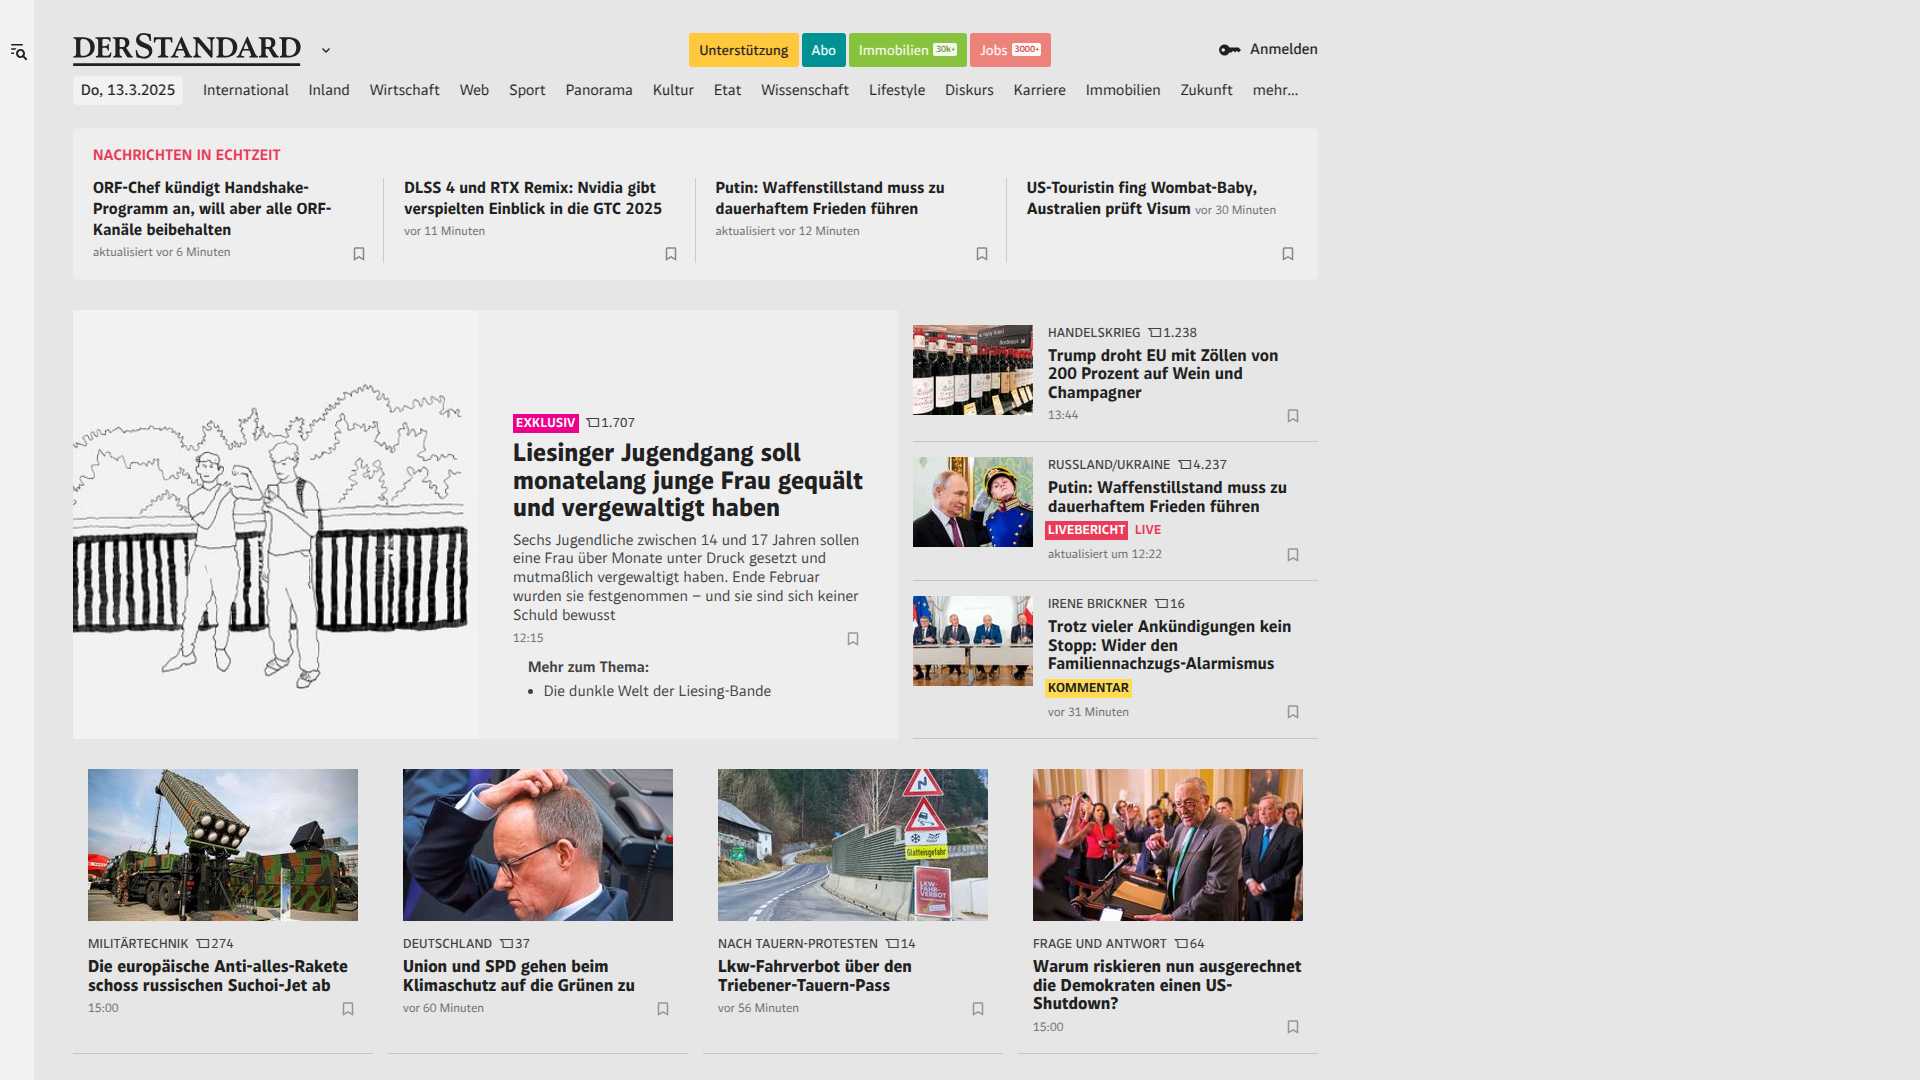 DERSTANDARD
Unterstützung
Abo
Immobilien 30k+
Jobs 3000+
Anmelden
Do, 13.3.2025
International
Inland
Wirtschaft
Web
Sport
Panorama
Kultur
Etat
Wissenschaft
Lifestyle
Diskurs
Karriere
Immobilien
Zukunft
mehr...
NACHRICHTEN IN ECHTZEIT
ORF-Chef kündigt Handshake-
Programm an, will aber alle ORF-
Kanäle beibehalten
aktualisiert vor 6 Minuten
DLSS 4 und RTX Remix: Nvidia gibt
verspielten Einblick in die GTC 2025
vor 11 Minuten
Putin: Waffenstillstand muss zu
dauerhaftem Frieden führen
aktualisiert vor 12 Minuten
US-Touristin fing Wombat-Baby,
Australien prüft Visum vor 30 Minuten
EXKLUSIV 1.707
Liesinger Jugendgang soll
monatelang junge Frau gequält
und vergewaltigt haben
Sechs Jugendliche zwischen 14 und 17 Jahren sollen
eine Frau über Monate unter Druck gesetzt und
mutmaßlich vergewaltigt haben. Ende Februar
wurden sie festgenommen – und sie sind sich keiner
Schuld bewusst
12:15
Mehr zum Thema:
• Die dunkle Welt der Liesing-Bande
HANDELSKRIEG 1.238
Trump droht EU mit Zöllen von
200 Prozent auf Wein und
Champagner
13:44
RUSSLAND/UKRAINE 4.237
Putin: Waffenstillstand muss zu
dauerhaftem Frieden führen
LIVEBERICHT LIVE
aktualisiert um 12:22
IRENE BRICKNER 16
Trotz vieler Ankündigungen kein
Stopp: Wider den
Familiennachzugs-Alarmismus
KOMMENTAR
vor 31 Minuten
MILITÄRTECHNIK 274
Die europäische Anti-alles-Rakete
schoss russischen Suchoi-Jet ab
15:00
DEUTSCHLAND 37
Union und SPD gehen beim
Klimaschutz auf die Grünen zu
vor 60 Minuten
Glatteisgefahr
LKW-
FAHR-
VERBOT
NACH TAUERN-PROTESTEN 14
Lkw-Fahrverbot über den
Triebener-Tauern-Pass
vor 56 Minuten
FRAGE UND ANTWORT 64
Warum riskieren nun ausgerechnet
die Demokraten einen US-
Shutdown?
15:00